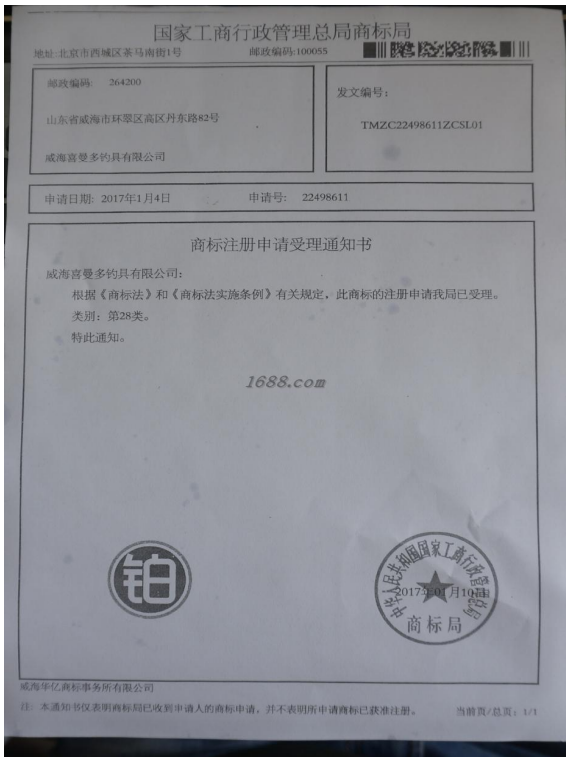 国家工商行政管理总局商标局
地址:北京市西城区茶马南街1号 邮政编码:100055
邮政编码: 264200
山东省威海市环翠区高区丹东路82号
威海喜曼多钓具有限公司
发文编号:
TMZC22498611ZCSL01
申请日期: 2017年1月4日 申请号: 22498611
商标注册申请受理通知书
威海喜曼多钓具有限公司:
根据《商标法》和《商标法实施条例》有关规定,此商标的注册申请我局已受理。
类别: 第28类。
特此通知。
1688.com
铂
中华人民共和国国家工商行政管理总局
2017年01月10日
商标局
威海华亿商标事务所有限公司
注: 本通知书仅表明商标局已收到申请人的商标申请, 并不表明所申请商标已获准注册。 当前页/总页: 1/1